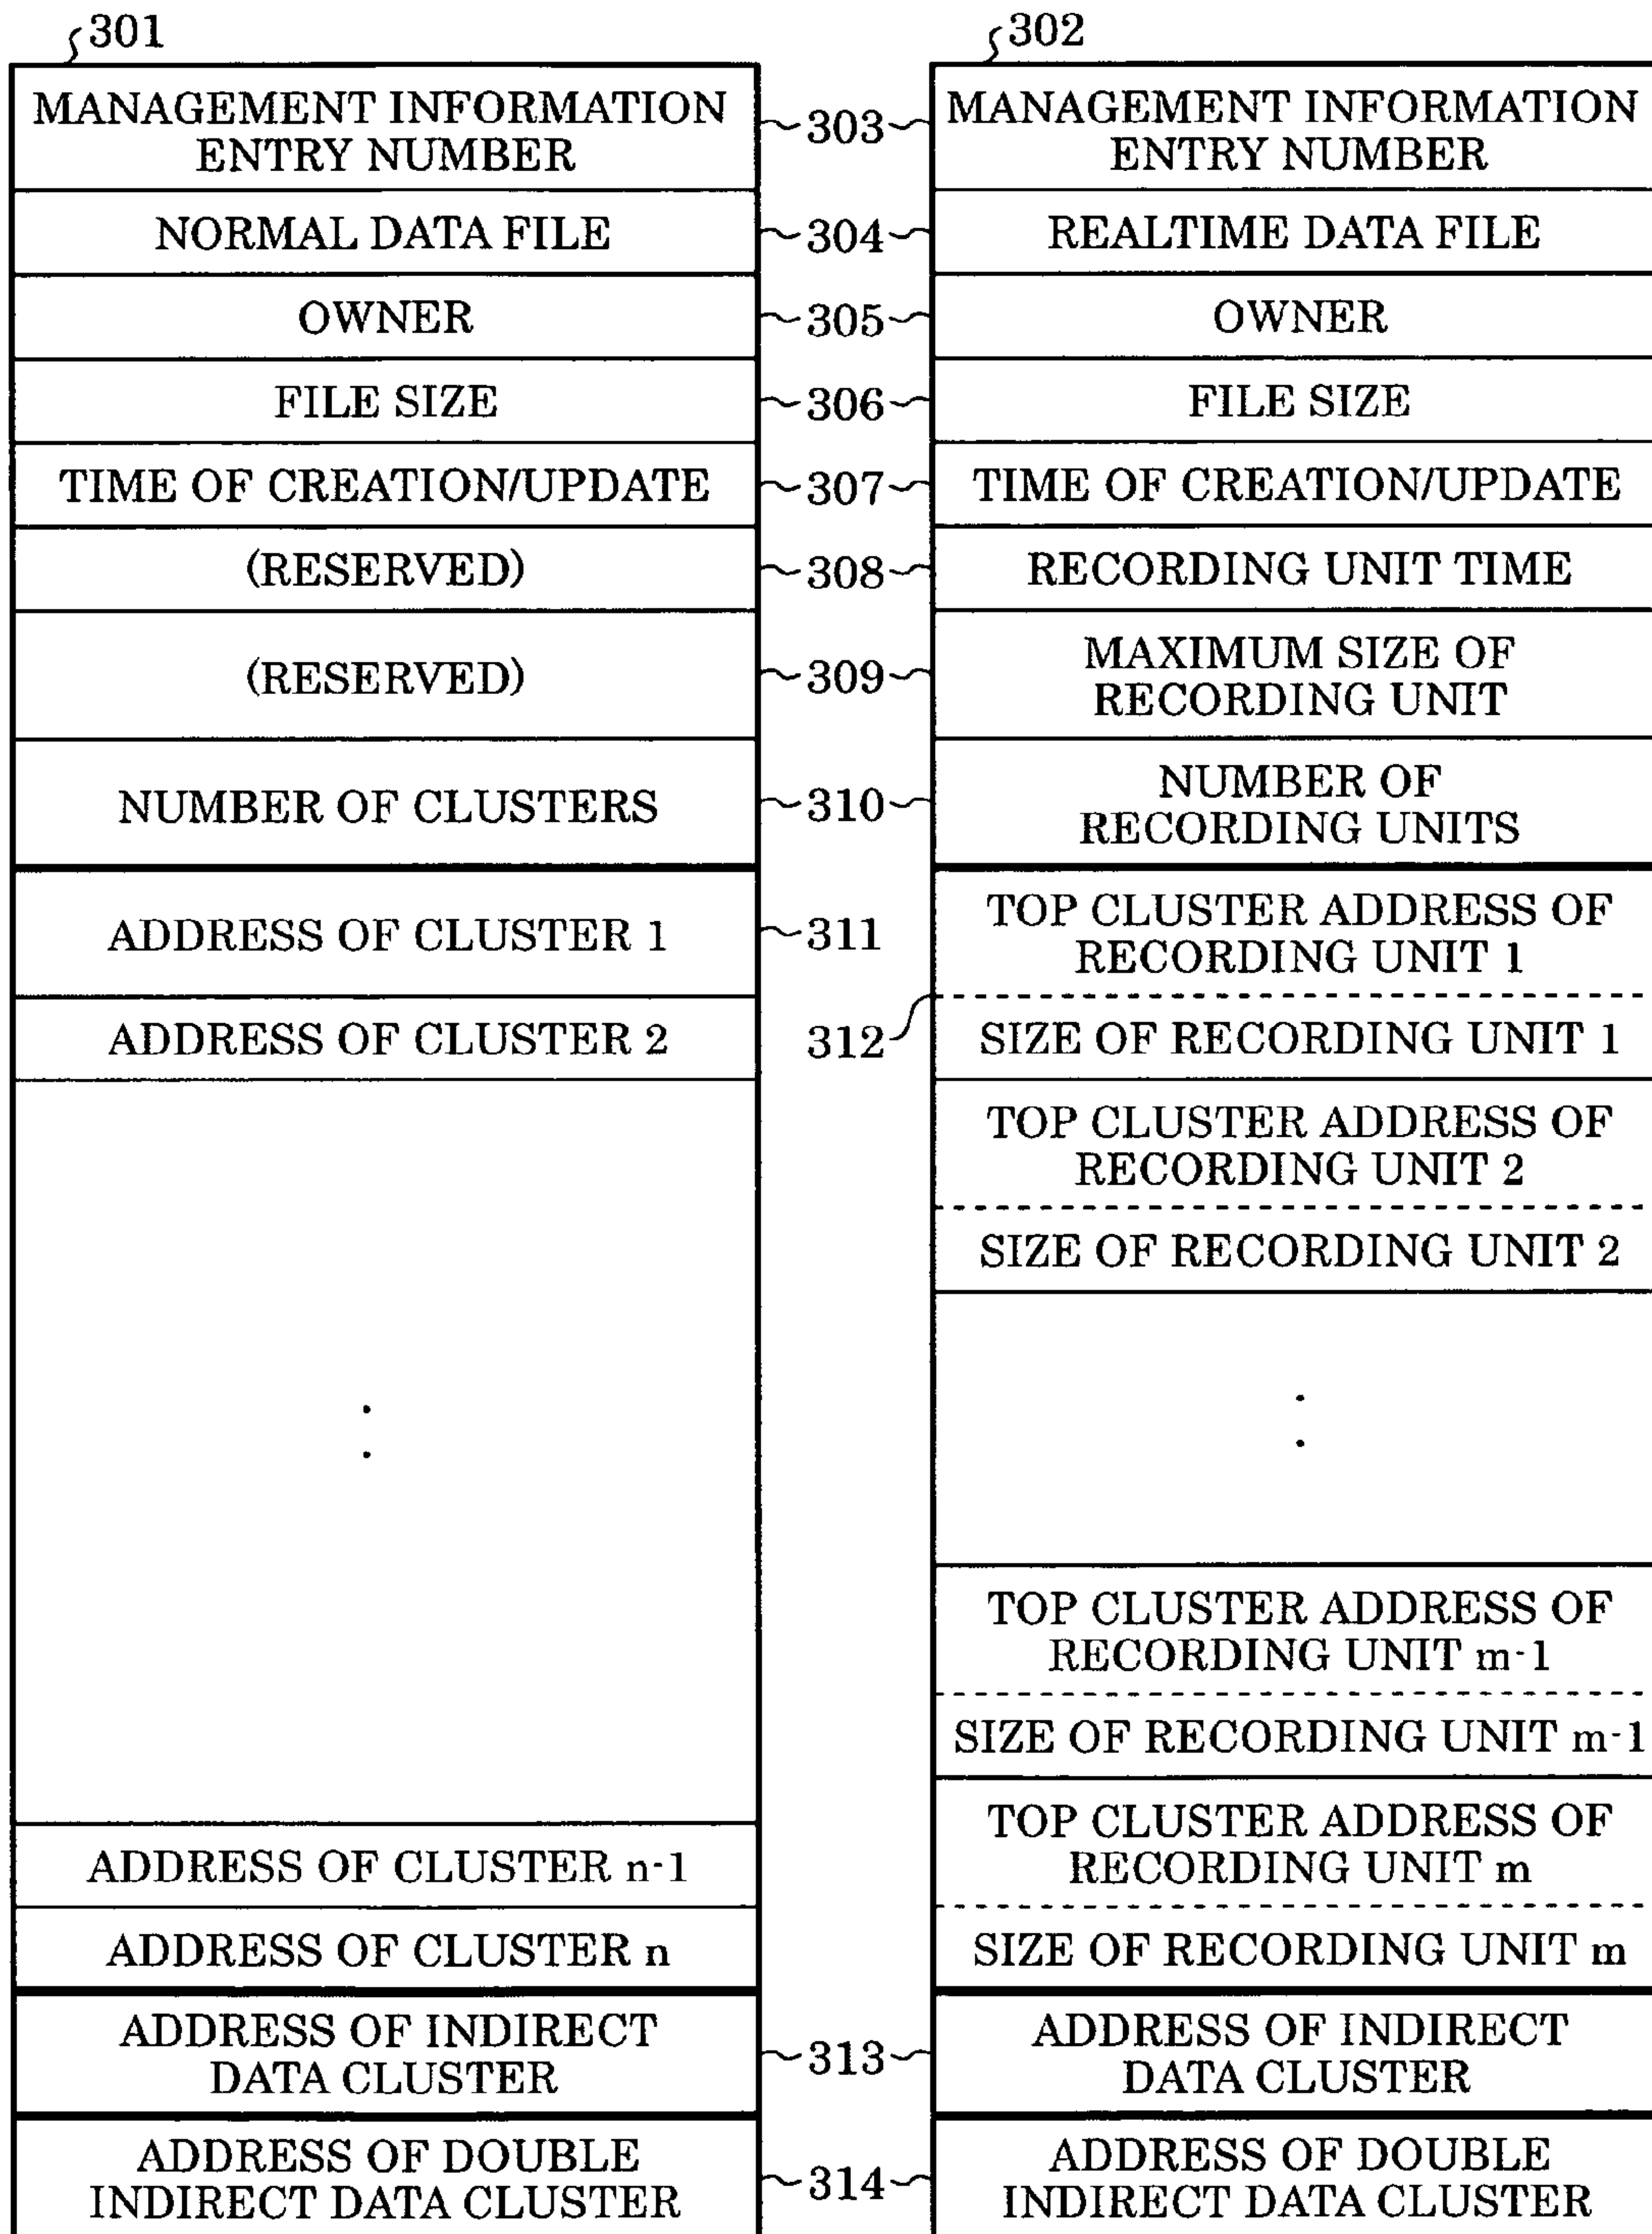 301
MANAGEMENT INFORMATION
ENTRY NUMBER
NORMAL DATA FILE
OWNER
FILE SIZE
TIME OF CREATION/UPDATE
(RESERVED)
(RESERVED)
NUMBER OF CLUSTERS
ADDRESS OF CLUSTER 1
ADDRESS OF CLUSTER 2
:
ADDRESS OF CLUSTER n-1
ADDRESS OF CLUSTER n
ADDRESS OF INDIRECT
DATA CLUSTER
ADDRESS OF DOUBLE
INDIRECT DATA CLUSTER
303
304
305
306
307
308
309
310
311
312
313
314
302
MANAGEMENT INFORMATION
ENTRY NUMBER
REALTIME DATA FILE
OWNER
FILE SIZE
TIME OF CREATION/UPDATE
RECORDING UNIT TIME
MAXIMUM SIZE OF
RECORDING UNIT
NUMBER OF
RECORDING UNITS
TOP CLUSTER ADDRESS OF
RECORDING UNIT 1
SIZE OF RECORDING UNIT 1
TOP CLUSTER ADDRESS OF
RECORDING UNIT 2
SIZE OF RECORDING UNIT 2
:
TOP CLUSTER ADDRESS OF
RECORDING UNIT m-1
SIZE OF RECORDING UNIT m-1
TOP CLUSTER ADDRESS OF
RECORDING UNIT m
SIZE OF RECORDING UNIT m
ADDRESS OF INDIRECT
DATA CLUSTER
ADDRESS OF DOUBLE
INDIRECT DATA CLUSTER